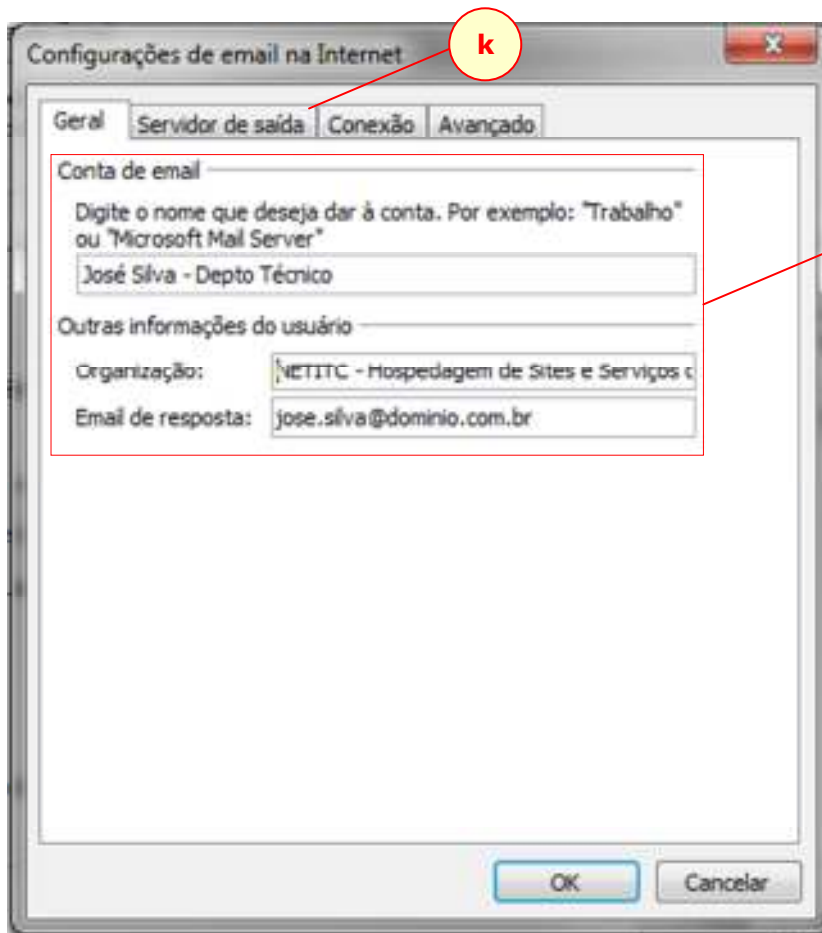 k
Configurações de email na Internet
Geral Servidor de saída Conexão Avançado
Conta de email
Digite o nome que deseja dar à conta. Por exemplo: "Trabalho"
ou "Microsoft Mail Server"
José Silva - Depto Técnico
Outras informações do usuário
Organização: NETITC - Hospedagem de Sites e Serviços
Email de resposta: jose.silva@dominio.com.br
OK Cancelar